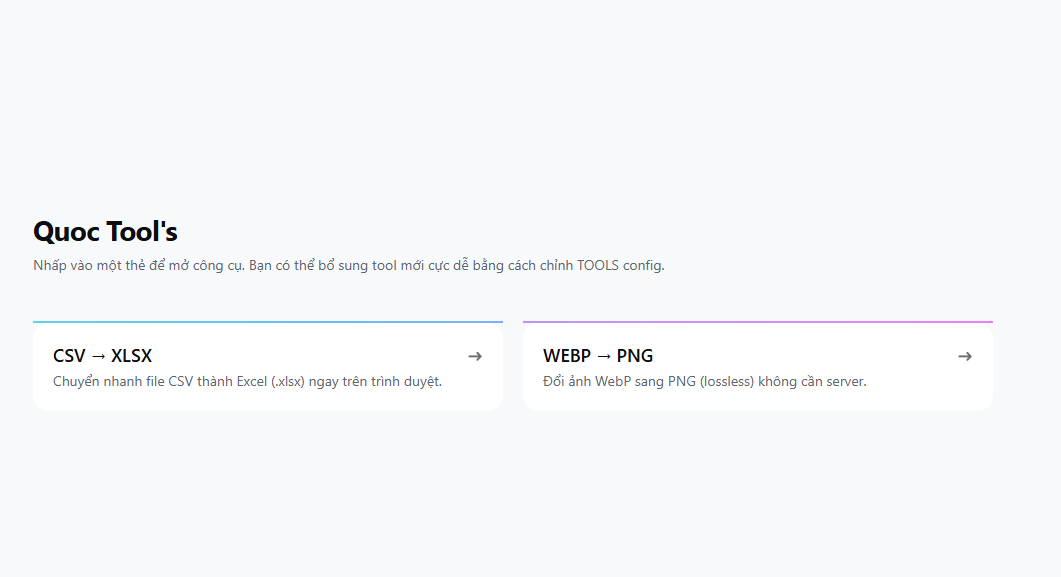 Quoc Tool's
Nhấp vào một thẻ để mở công cụ. Bạn có thể bổ sung tool mới cực dễ bằng cách chỉnh TOOLS config.
CSV → XLSX →
Chuyển nhanh file CSV thành Excel (.xlsx) ngay trên trình duyệt.
WEBP → PNG →
Đổi ảnh WebP sang PNG (lossless) không cần server.